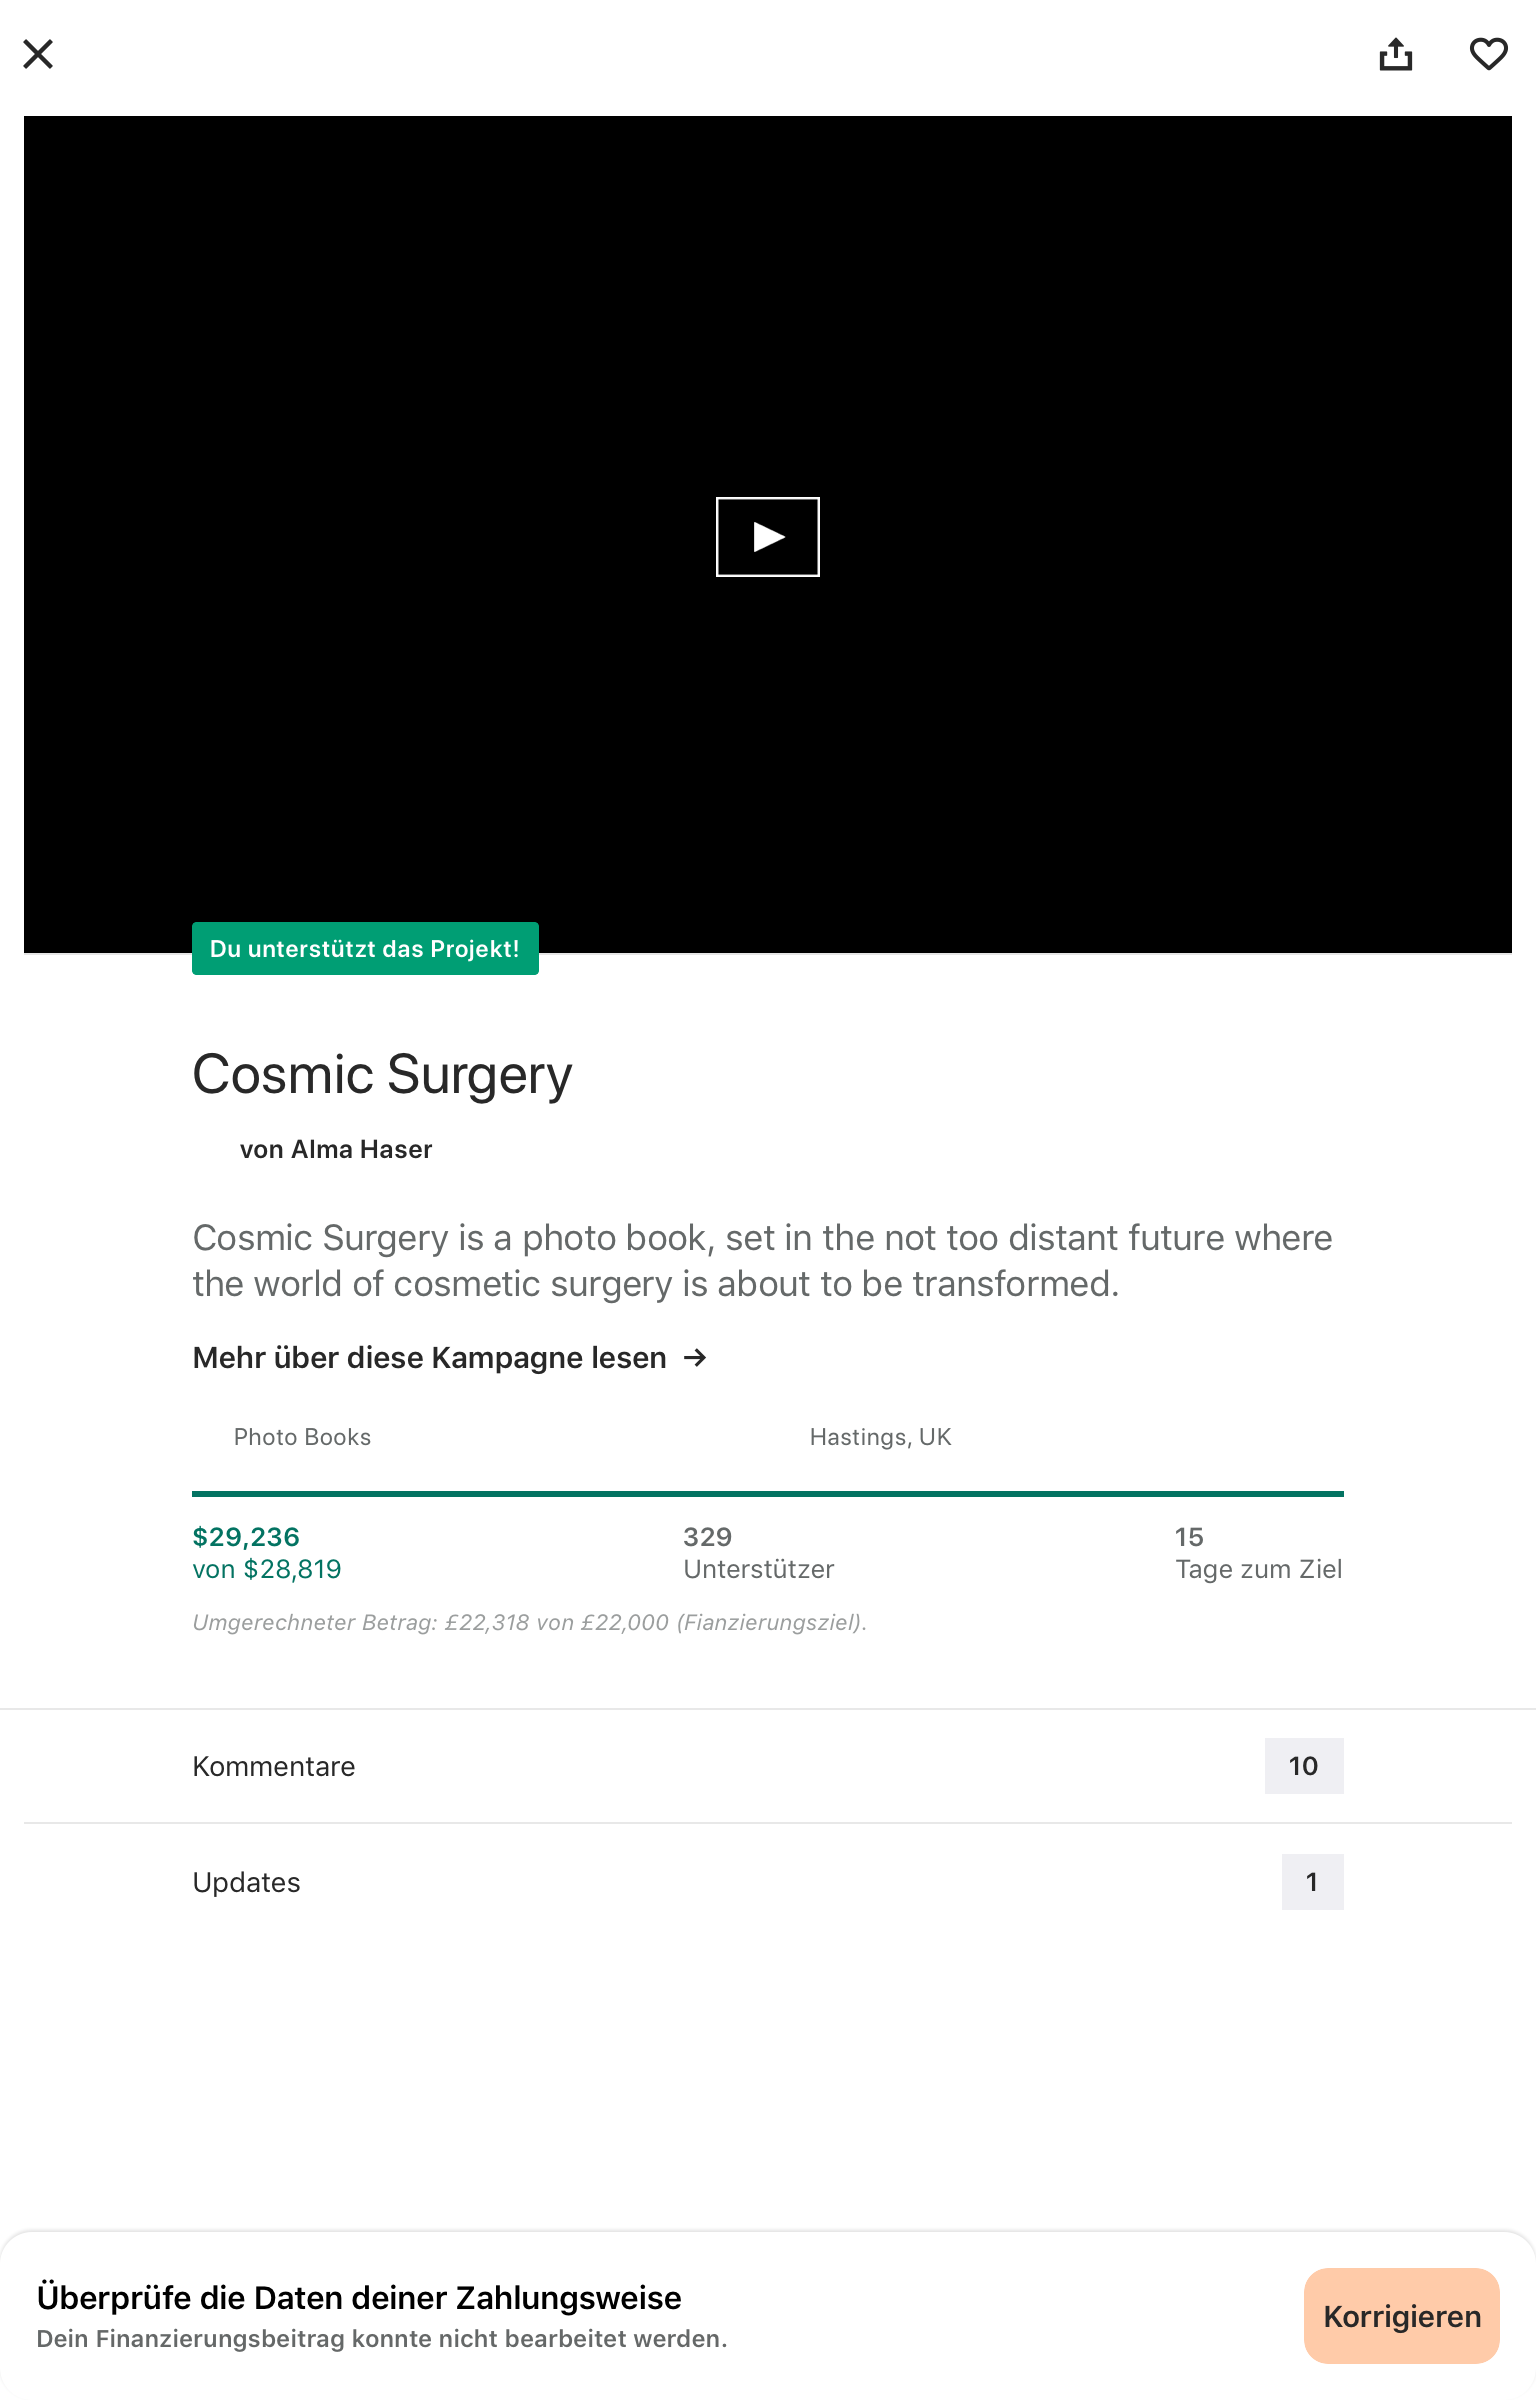 Du unterstützt das Projekt!
Cosmic Surgery
von Alma Haser
Cosmic Surgery is a photo book, set in the not too distant future where
the world of cosmetic surgery is about to be transformed.
Mehr über diese Kampagne lesen →
Photo Books
Hastings, UK
$29,236
von $28,819
329
Unterstützer
15
Tage zum Ziel
Umgerechneter Betrag: £22,318 von £22,000 (Fianzierungsziel).
Kommentare
10
Updates
1
Überprüfe die Daten deiner Zahlungsweise
Dein Finanzierungsbeitrag konnte nicht bearbeitet werden.
Korrigieren